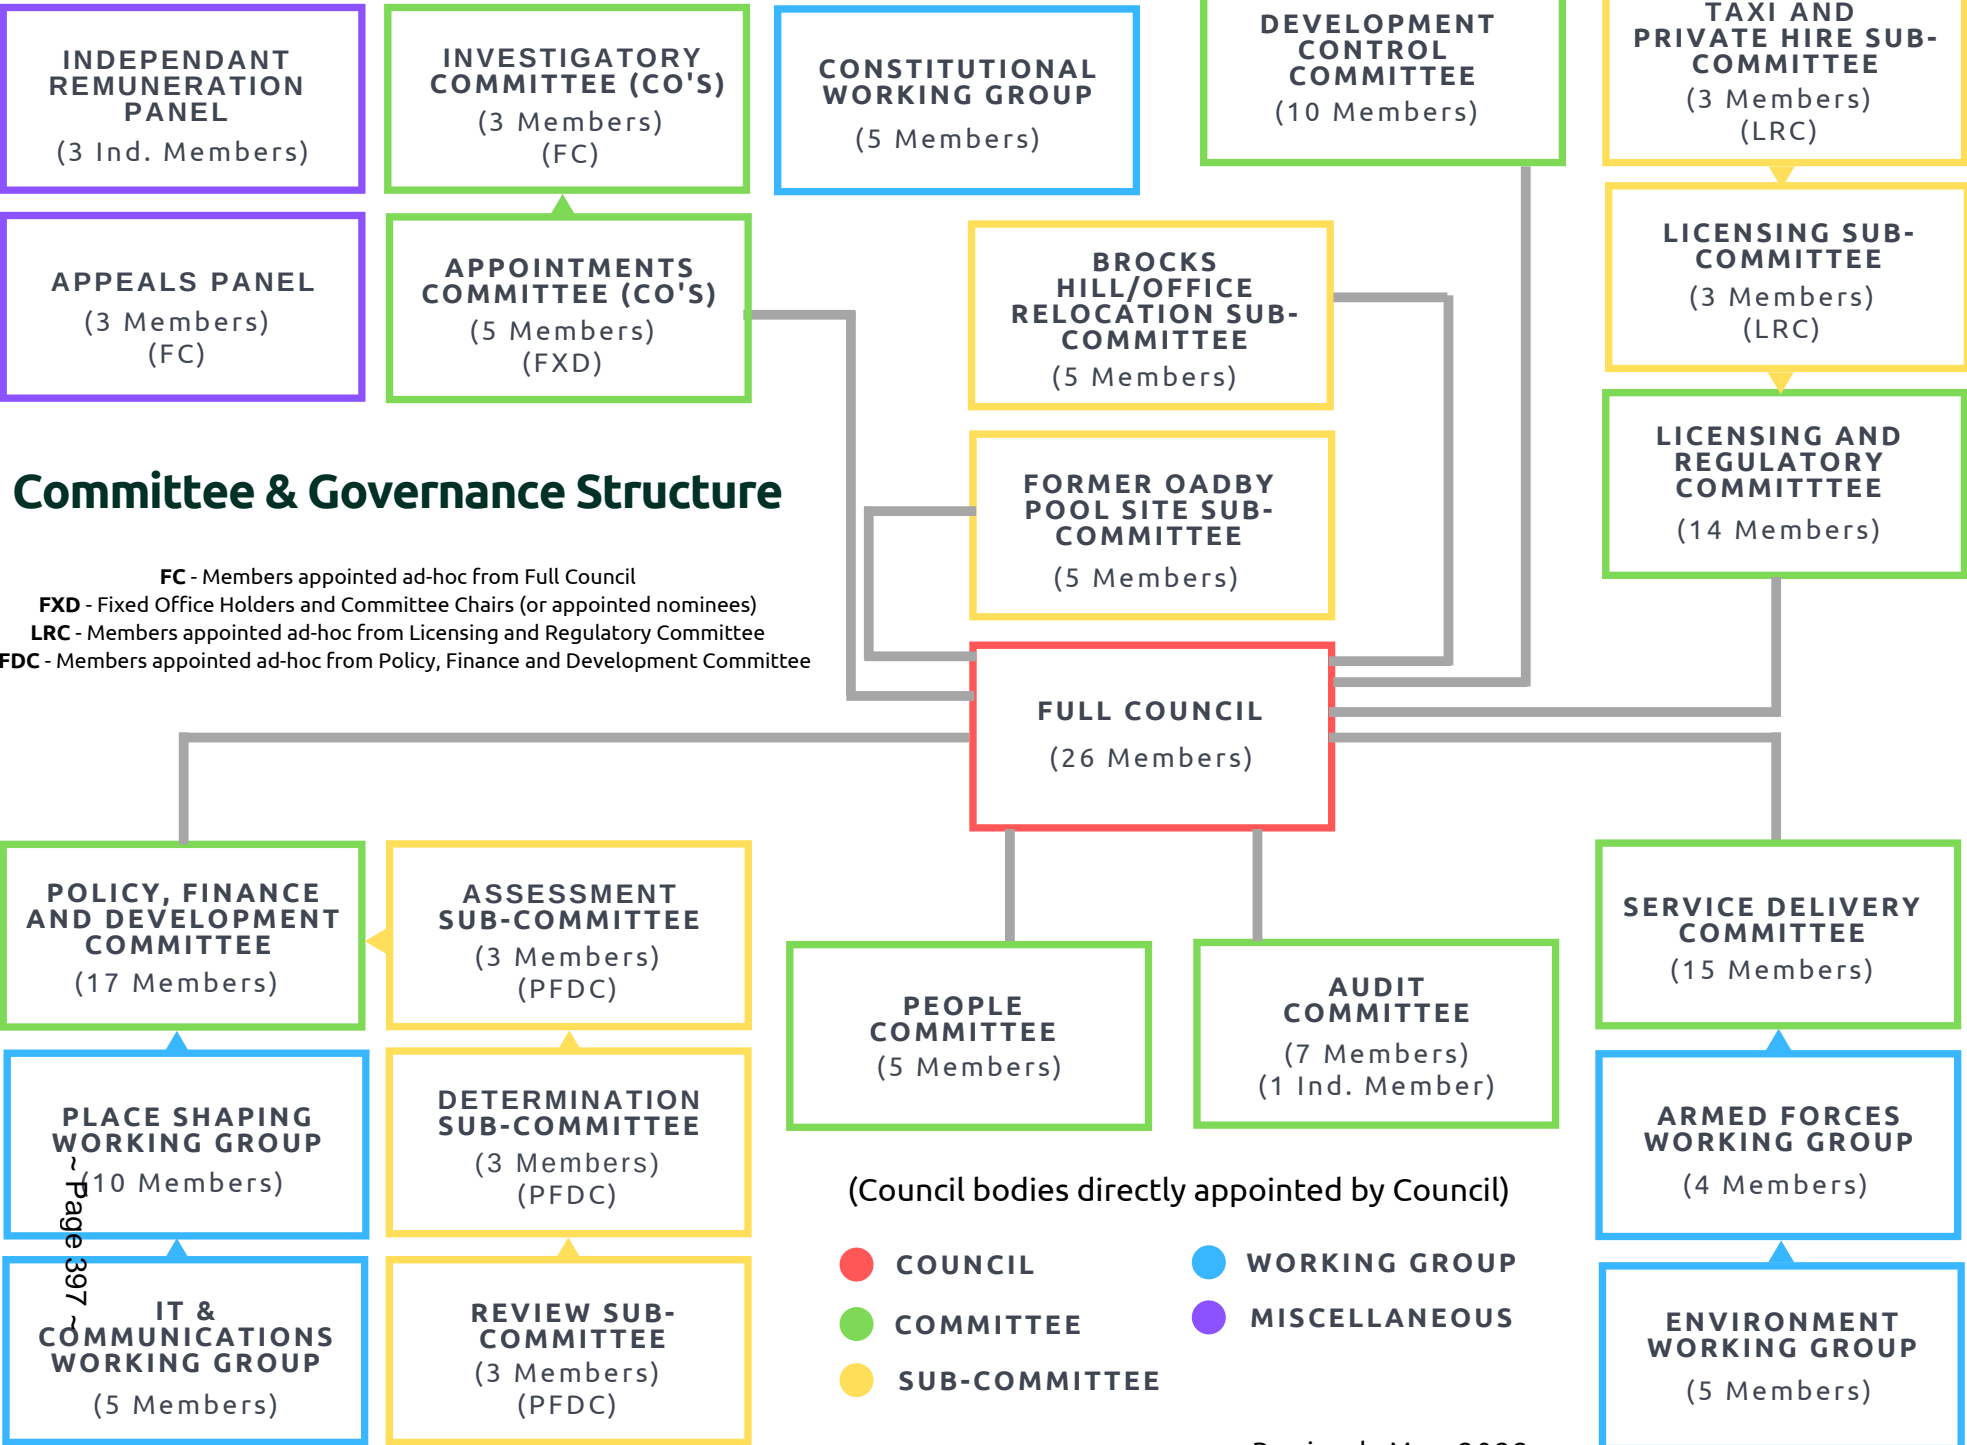 INDEPENDANT
REMUNERATION
PANEL
(3 Ind. Members)
INVESTIGATORY
COMMITTEE (CO'S)
(3 Members)
(FC)
CONSTITUTIONAL
WORKING GROUP
(5 Members)
DEVELOPMENT
CONTROL
COMMITTEE
(10 Members)
TAXI AND
PRIVATE HIRE SUB-
COMMITTEE
(3 Members)
(LRC)
APPEALS PANEL
(3 Members)
(FC)
APPOINTMENTS
COMMITTEE (CO'S)
(5 Members)
(FXD)
BROCKS
HILL/OFFICE
RELOCATION SUB-
COMMITTEE
(5 Members)
LICENSING SUB-
COMMITTEE
(3 Members)
(LRC)
FORMER OADBY
POOL SITE SUB-
COMMITTEE
(5 Members)
LICENSING AND
REGULATORY
COMMITTTEE
(14 Members)
Committee & Governance Structure
FC - Members appointed ad-hoc from Full Council
FXD - Fixed Office Holders and Committee Chairs (or appointed nominees)
LRC - Members appointed ad-hoc from Licensing and Regulatory Committee
FDC - Members appointed ad-hoc from Policy, Finance and Development Committee
FULL COUNCIL
(26 Members)
POLICY, FINANCE
AND DEVELOPMENT
COMMITTEE
(17 Members)
ASSESSMENT
SUB-COMMITTEE
(3 Members)
(PFDC)
PEOPLE
COMMITTEE
(5 Members)
AUDIT
COMMITTEE
(7 Members)
(1 Ind. Member)
SERVICE DELIVERY
COMMITTEE
(15 Members)
PLACE SHAPING
WORKING GROUP
(10 Members)
DETERMINATION
SUB-COMMITTEE
(3 Members)
(PFDC)
ARMED FORCES
WORKING GROUP
(4 Members)
IT &
COMMUNICATIONS
WORKING GROUP
(5 Members)
REVIEW SUB-
COMMITTEE
(3 Members)
(PFDC)
ENVIRONMENT
WORKING GROUP
(5 Members)
~ Page 397 ~
(Council bodies directly appointed by Council)
COUNCIL
COMMITTEE
SUB-COMMITTEE
WORKING GROUP
MISCELLANEOUS